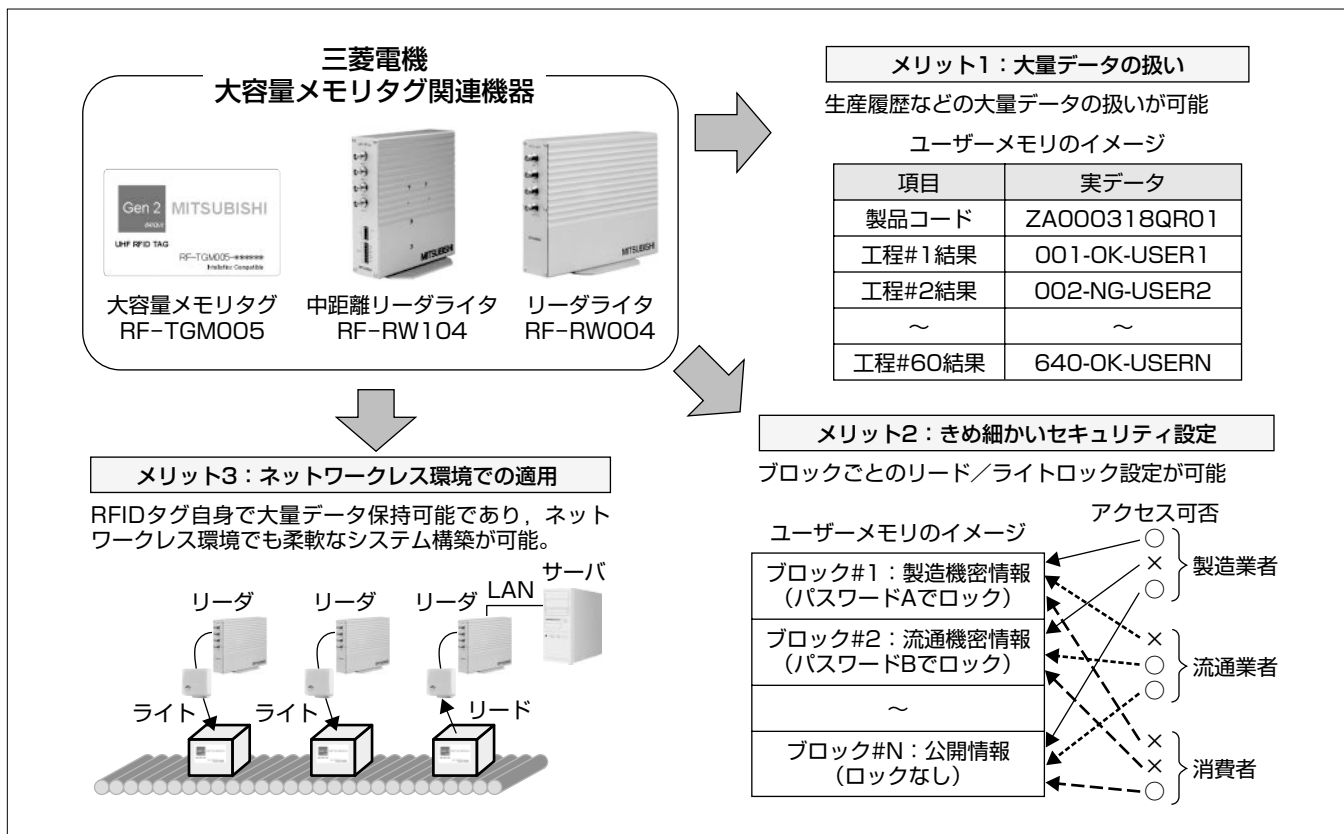 三菱電機
大容量メモリタグ関連機器
Gen 2
MITSUBISHI
UHF RFID TAG
RF-TGM005-******
Intelletlec Compatible
MITSUBISHI
MITSUBISHI
大容量メモリタグ
RF-TGM005
中距離リーダライタ
RF-RW104
リーダライタ
RF-RW004
メリット1：大量データの扱い
生産履歴などの大量データの扱いが可能
ユーザーメモリのイメージ
項目 実データ
製品コード ZA000318QR01
工程#1結果 001-OK-USER1
工程#2結果 002-NG-USER2
～ ～
工程#60結果 640-OK-USERN
メリット2：きめ細かいセキュリティ設定
ブロックごとのリード／ライトロック設定が可能
ユーザーメモリのイメージ
アクセス可否
ブロック#1：製造機密情報
（パスワードAでロック）
ブロック#2：流通機密情報
（パスワードBでロック）
～
ブロック#N：公開情報
（ロックなし）
○
×
○
製造業者
×
○
○
流通業者
×
×
○
消費者
メリット3：ネットワークレス環境での適用
RFIDタグ自身で大量データ保持可能であり，ネット
ワークレス環境でも柔軟なシステム構築が可能。
リーダ リーダ リーダ LAN サーバ
ライト ライト リード